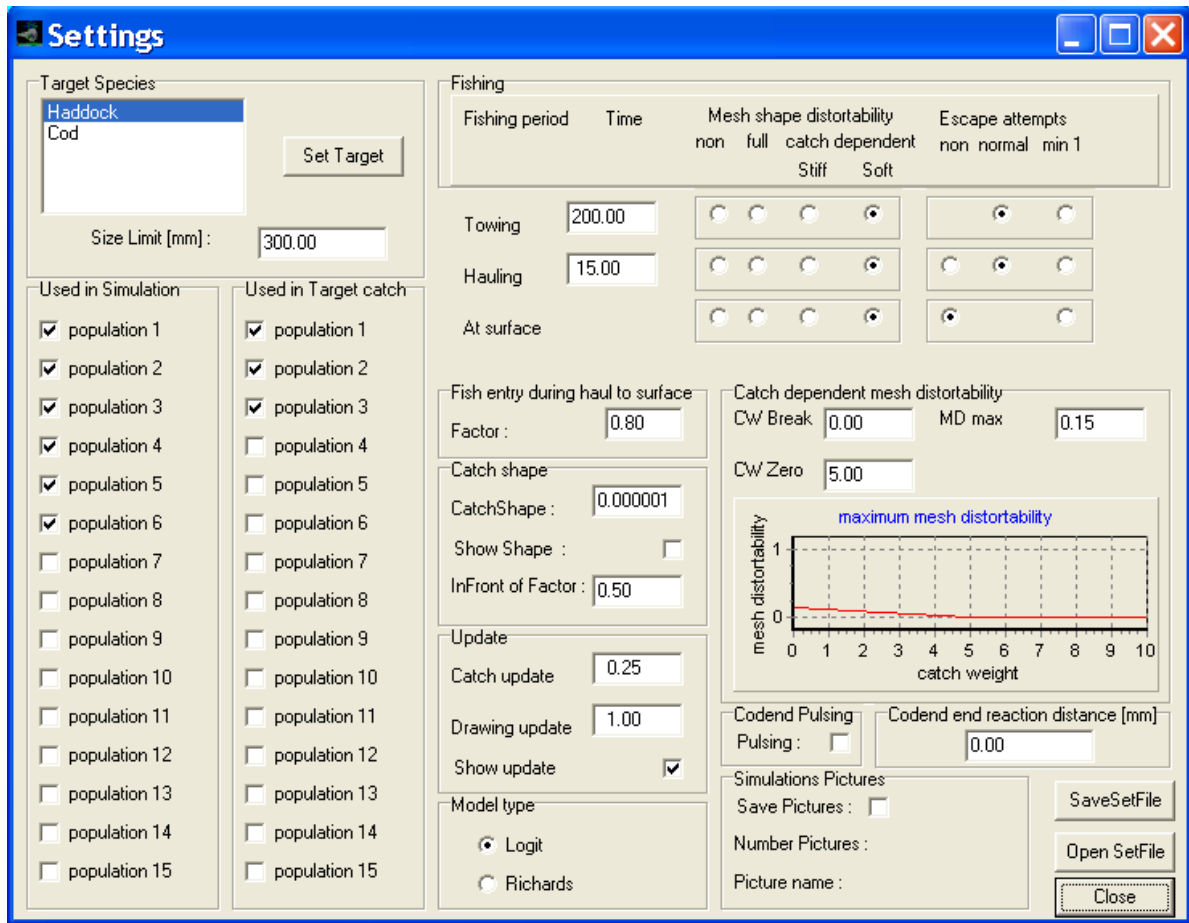 Settings
Target Species
Haddock
Cod
Set Target
Size Limit [mm] :
300.00
Used in Simulation
population 1
population 2
population 3
population 4
population 5
population 6
population 7
population 8
population 9
population 10
population 11
population 12
population 13
population 14
population 15
Used in Target catch
population 1
population 2
population 3
population 4
population 5
population 6
population 7
population 8
population 9
population 10
population 11
population 12
population 13
population 14
population 15
Fishing
Fishing period Time Mesh shape distortability Escape attempts
non full catch dependent non normal min 1
Stiff Soft
Towing 200.00
Hauling 15.00
At surface
Fish entry during haul to surface
Factor : 0.80
Catch shape
CatchShape : 0.000001
Show Shape :
InFront of Factor : 0.50
Update
Catch update 0.25
Drawing update 1.00
Show update
Model type
Logit
Richards
Catch dependent mesh distortability
CW Break 0.00 MD max 0.15
CW Zero 5.00
maximum mesh distortability
mesh distortability
1
0
0 1 2 3 4 5 6 7 8 9 10
catch weight
Codend Pulsing
Pulsing :
Codend end reaction distance [mm]
0.00
Simulations Pictures
Save Pictures :
Number Pictures :
Picture name :
SaveSetFile
Open SetFile
Close